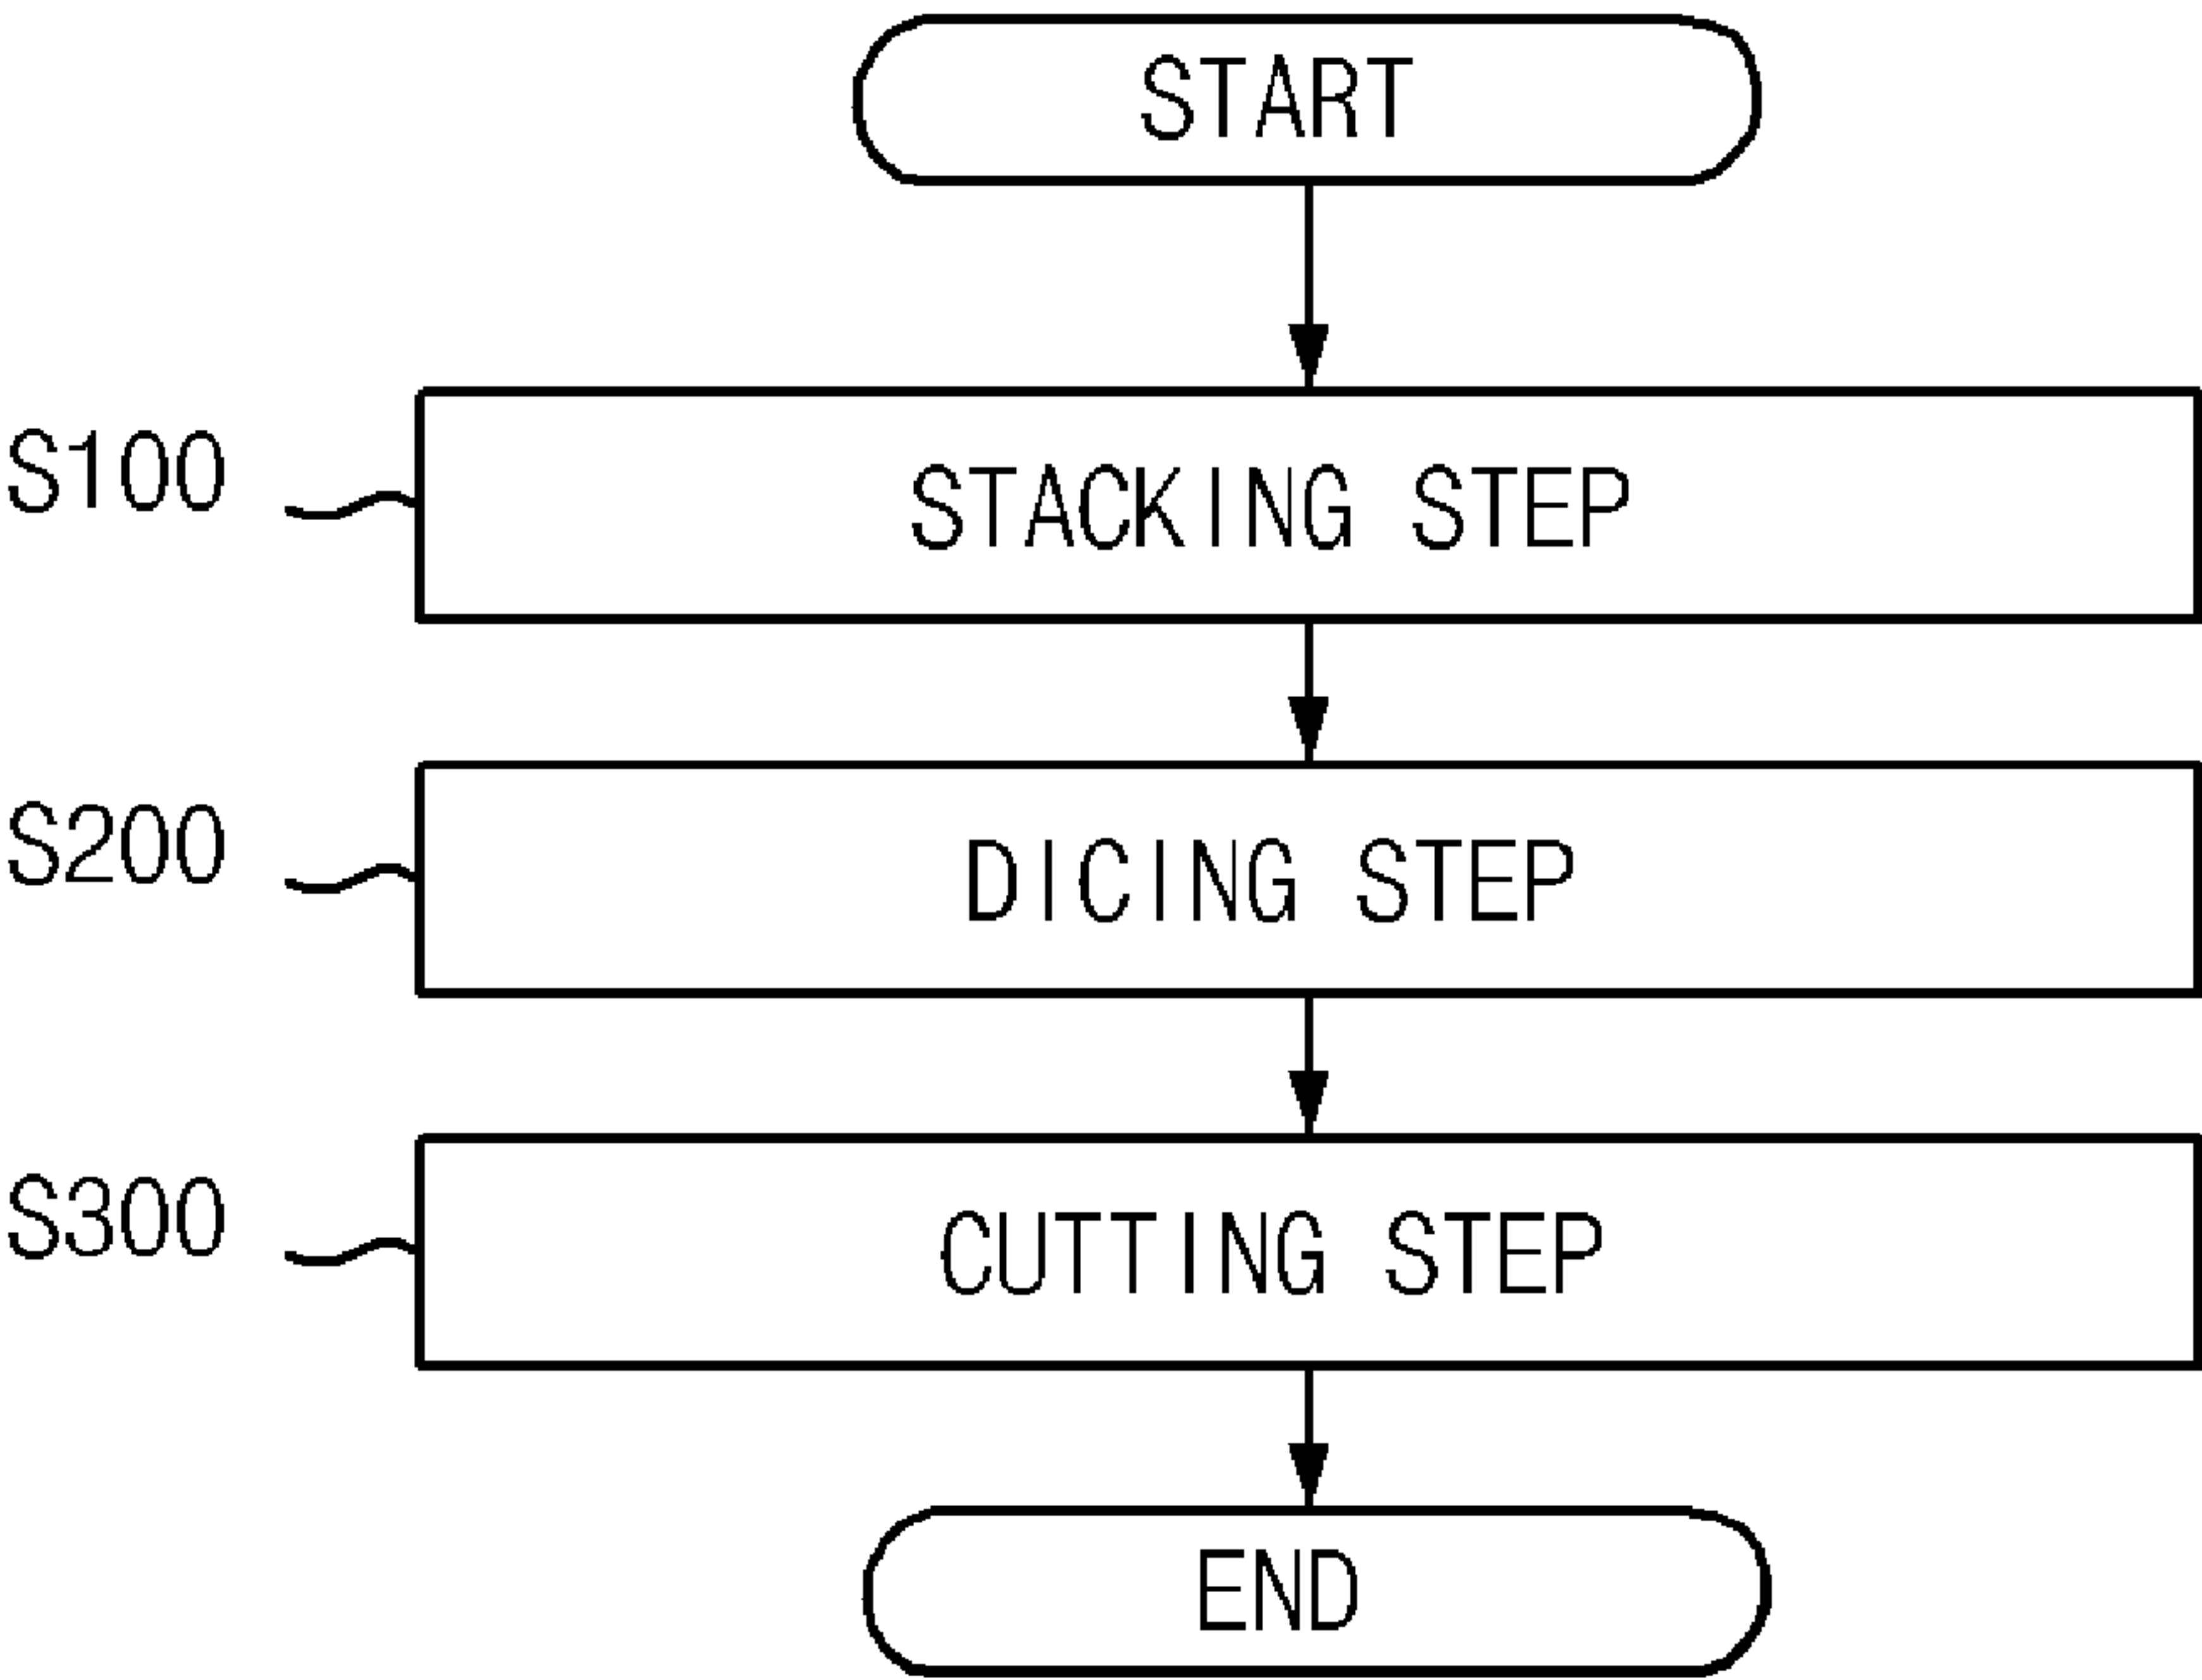 START
S100
STACKING STEP
S200
DICING STEP
S300
CUTTING STEP
END